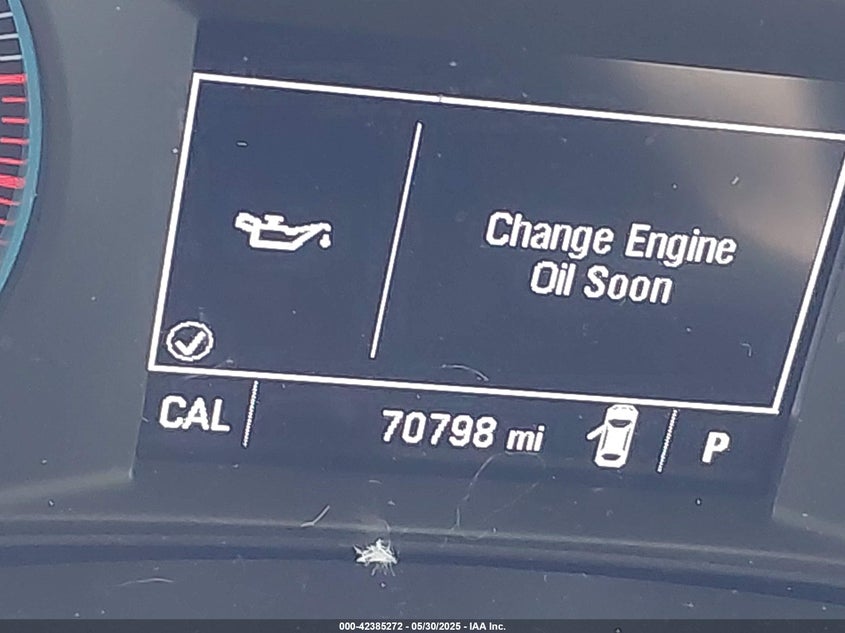 Change Engine
Oil Soon
CAL
70798 mi
P
000-42385272 - 05/30/2025 - IAA Inc.